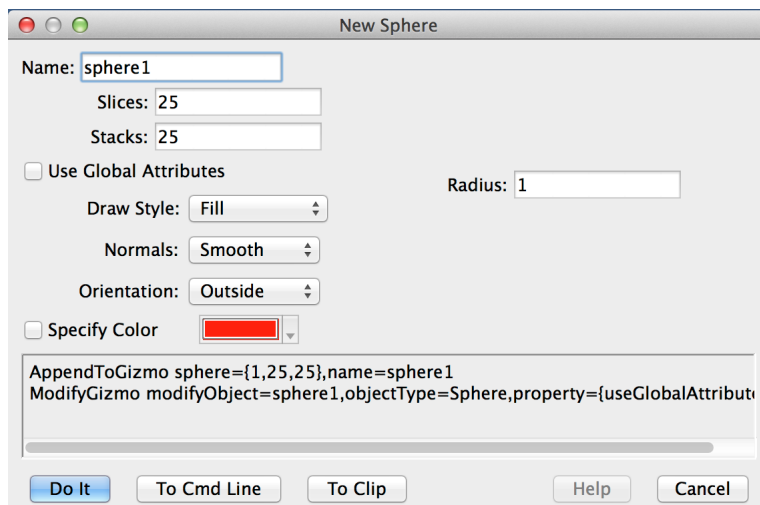 New Sphere
Name: sphere1
Slices: 25
Stacks: 25
Use Global Attributes
Radius: 1
Draw Style: Fill
Normals: Smooth
Orientation: Outside
Specify Color
AppendToGizmo sphere={1,25,25},name=sphere1
ModifyGizmo modifyObject=sphere1,objectType=Sphere,property={useGlobalAttribute
Do It To Cmd Line To Clip Help Cancel